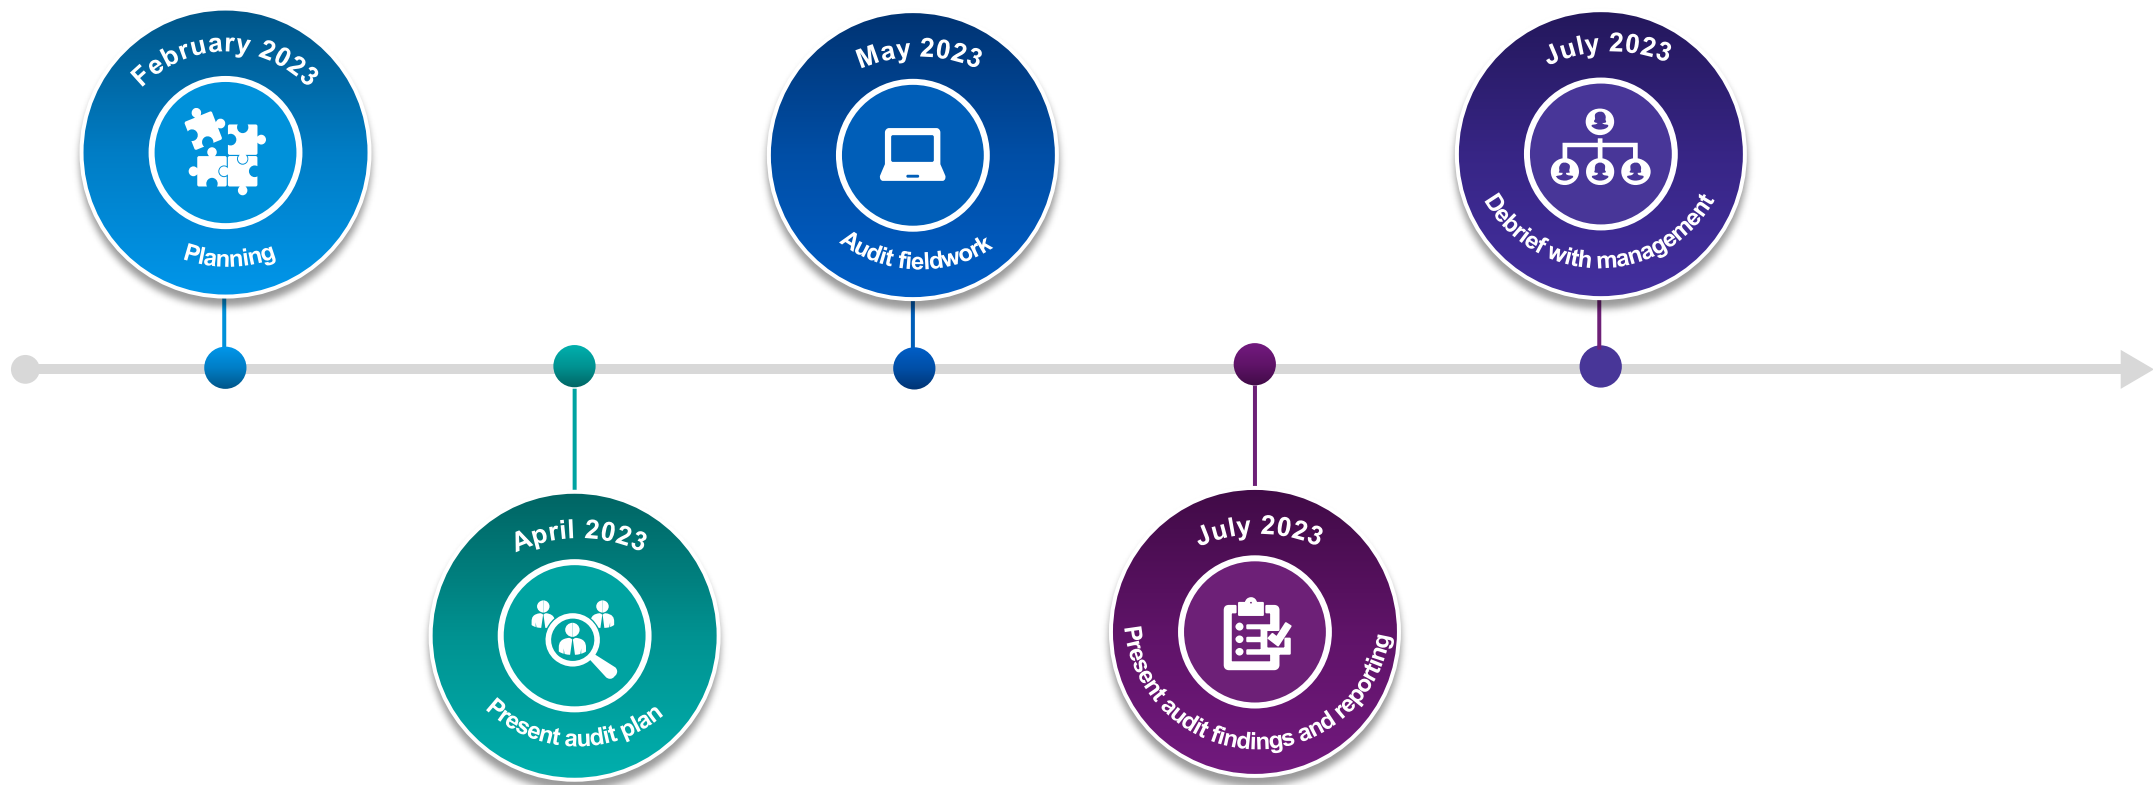 February 2023
Planning
April 2023
Present audit plan
May 2023
Audit fieldwork
July 2023
Present audit findings and reporting
July 2023
Debrief with management